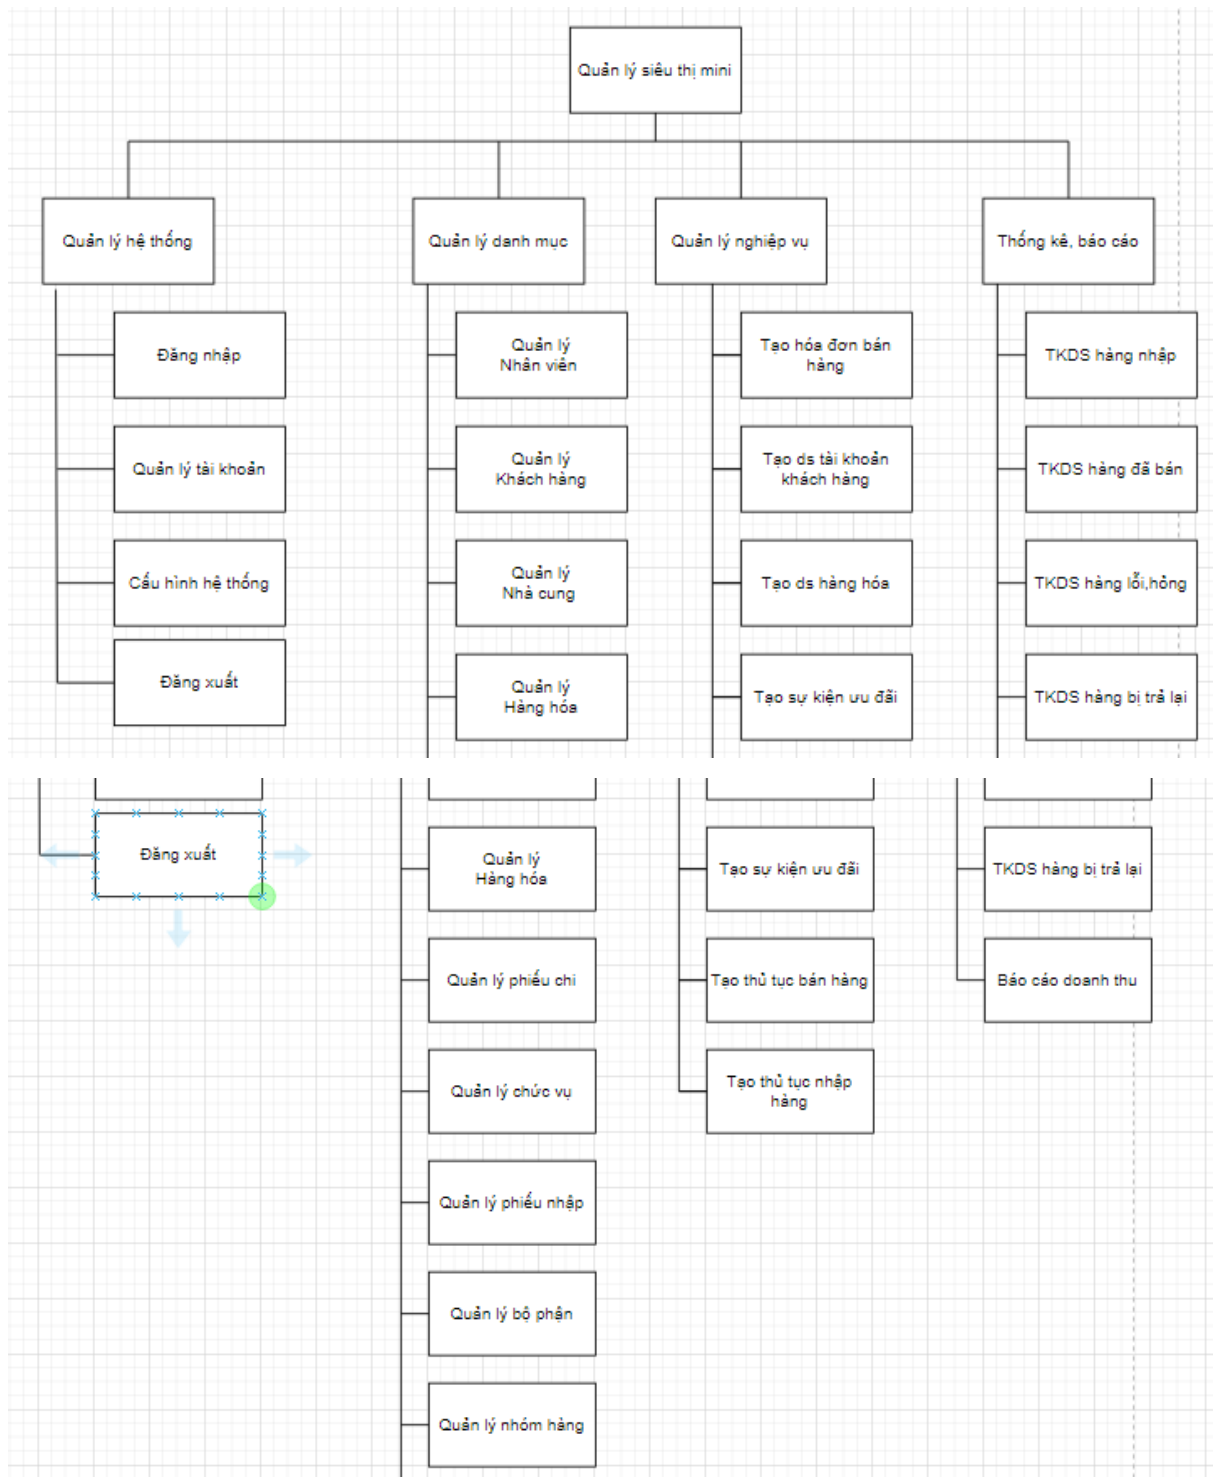 Quản lý siêu thị mini
Quản lý hệ thống
Quản lý danh mục
Quản lý nghiệp vụ
Thống kê, báo cáo
Đăng nhập
Quản lý
Nhân viên
Tạo hóa đơn bán
hàng
TKDS hàng nhập
Quản lý tài khoản
Quản lý
Khách hàng
Tạo ds tài khoản
khách hàng
TKDS hàng đã bán
Cấu hình hệ thống
Quản lý
Nhà cung
Tạo ds hàng hóa
TKDS hàng lỗi,hỏng
Đăng xuất
Quản lý
Hàng hóa
Tạo sự kiện ưu đãi
TKDS hàng bị trả lại
Đăng xuất
Quản lý
Hàng hóa
Tạo sự kiện ưu đãi
TKDS hàng bị trả lại
Quản lý phiếu chi
Tạo thủ tục bán hàng
Báo cáo doanh thu
Quản lý chức vụ
Tạo thủ tục nhập
hàng
Quản lý phiếu nhập
Quản lý bộ phận
Quản lý nhóm hàng